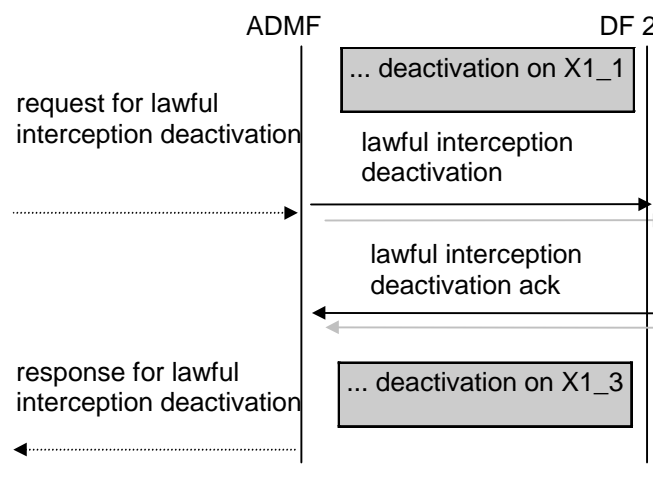 ADMF
DF 2
... deactivation on X1_1
request for lawful
interception deactivation
lawful interception
deactivation
lawful interception
deactivation ack
response for lawful
interception deactivation
... deactivation on X1_3